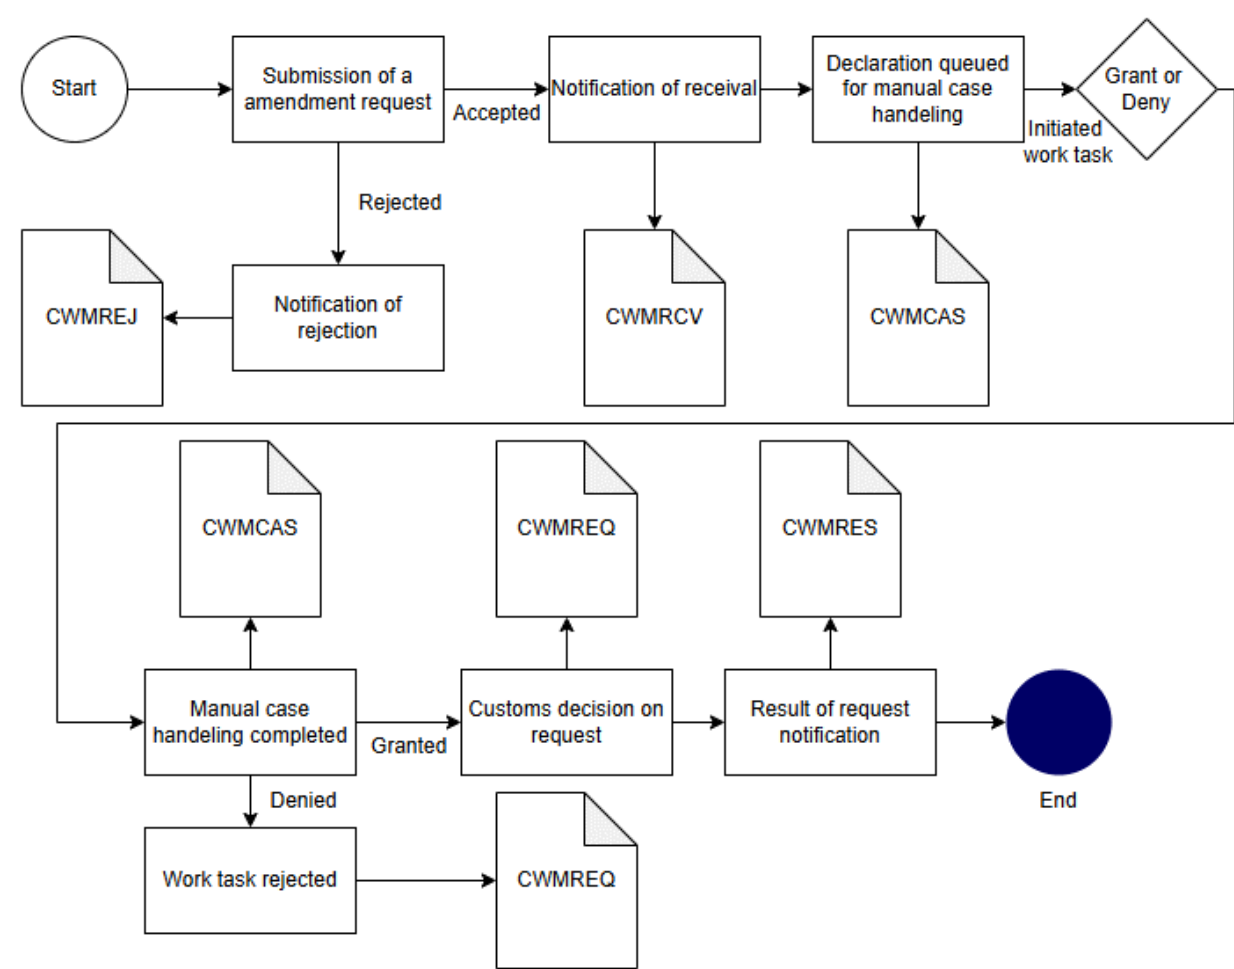 Start
Submission of a
amendment request
Accepted
Notification of receival
Declaration queued
for manual case
handeling
Initiated
work task
Grant or
Deny
Rejected
CWMREJ
Notification of
rejection
CWMRCV
CWMCAS
CWMCAS
CWMREQ
CWMRES
Manual case
handeling completed
Granted
Customs decision on
request
Result of request
notification
End
Denied
Work task rejected
CWMREQ